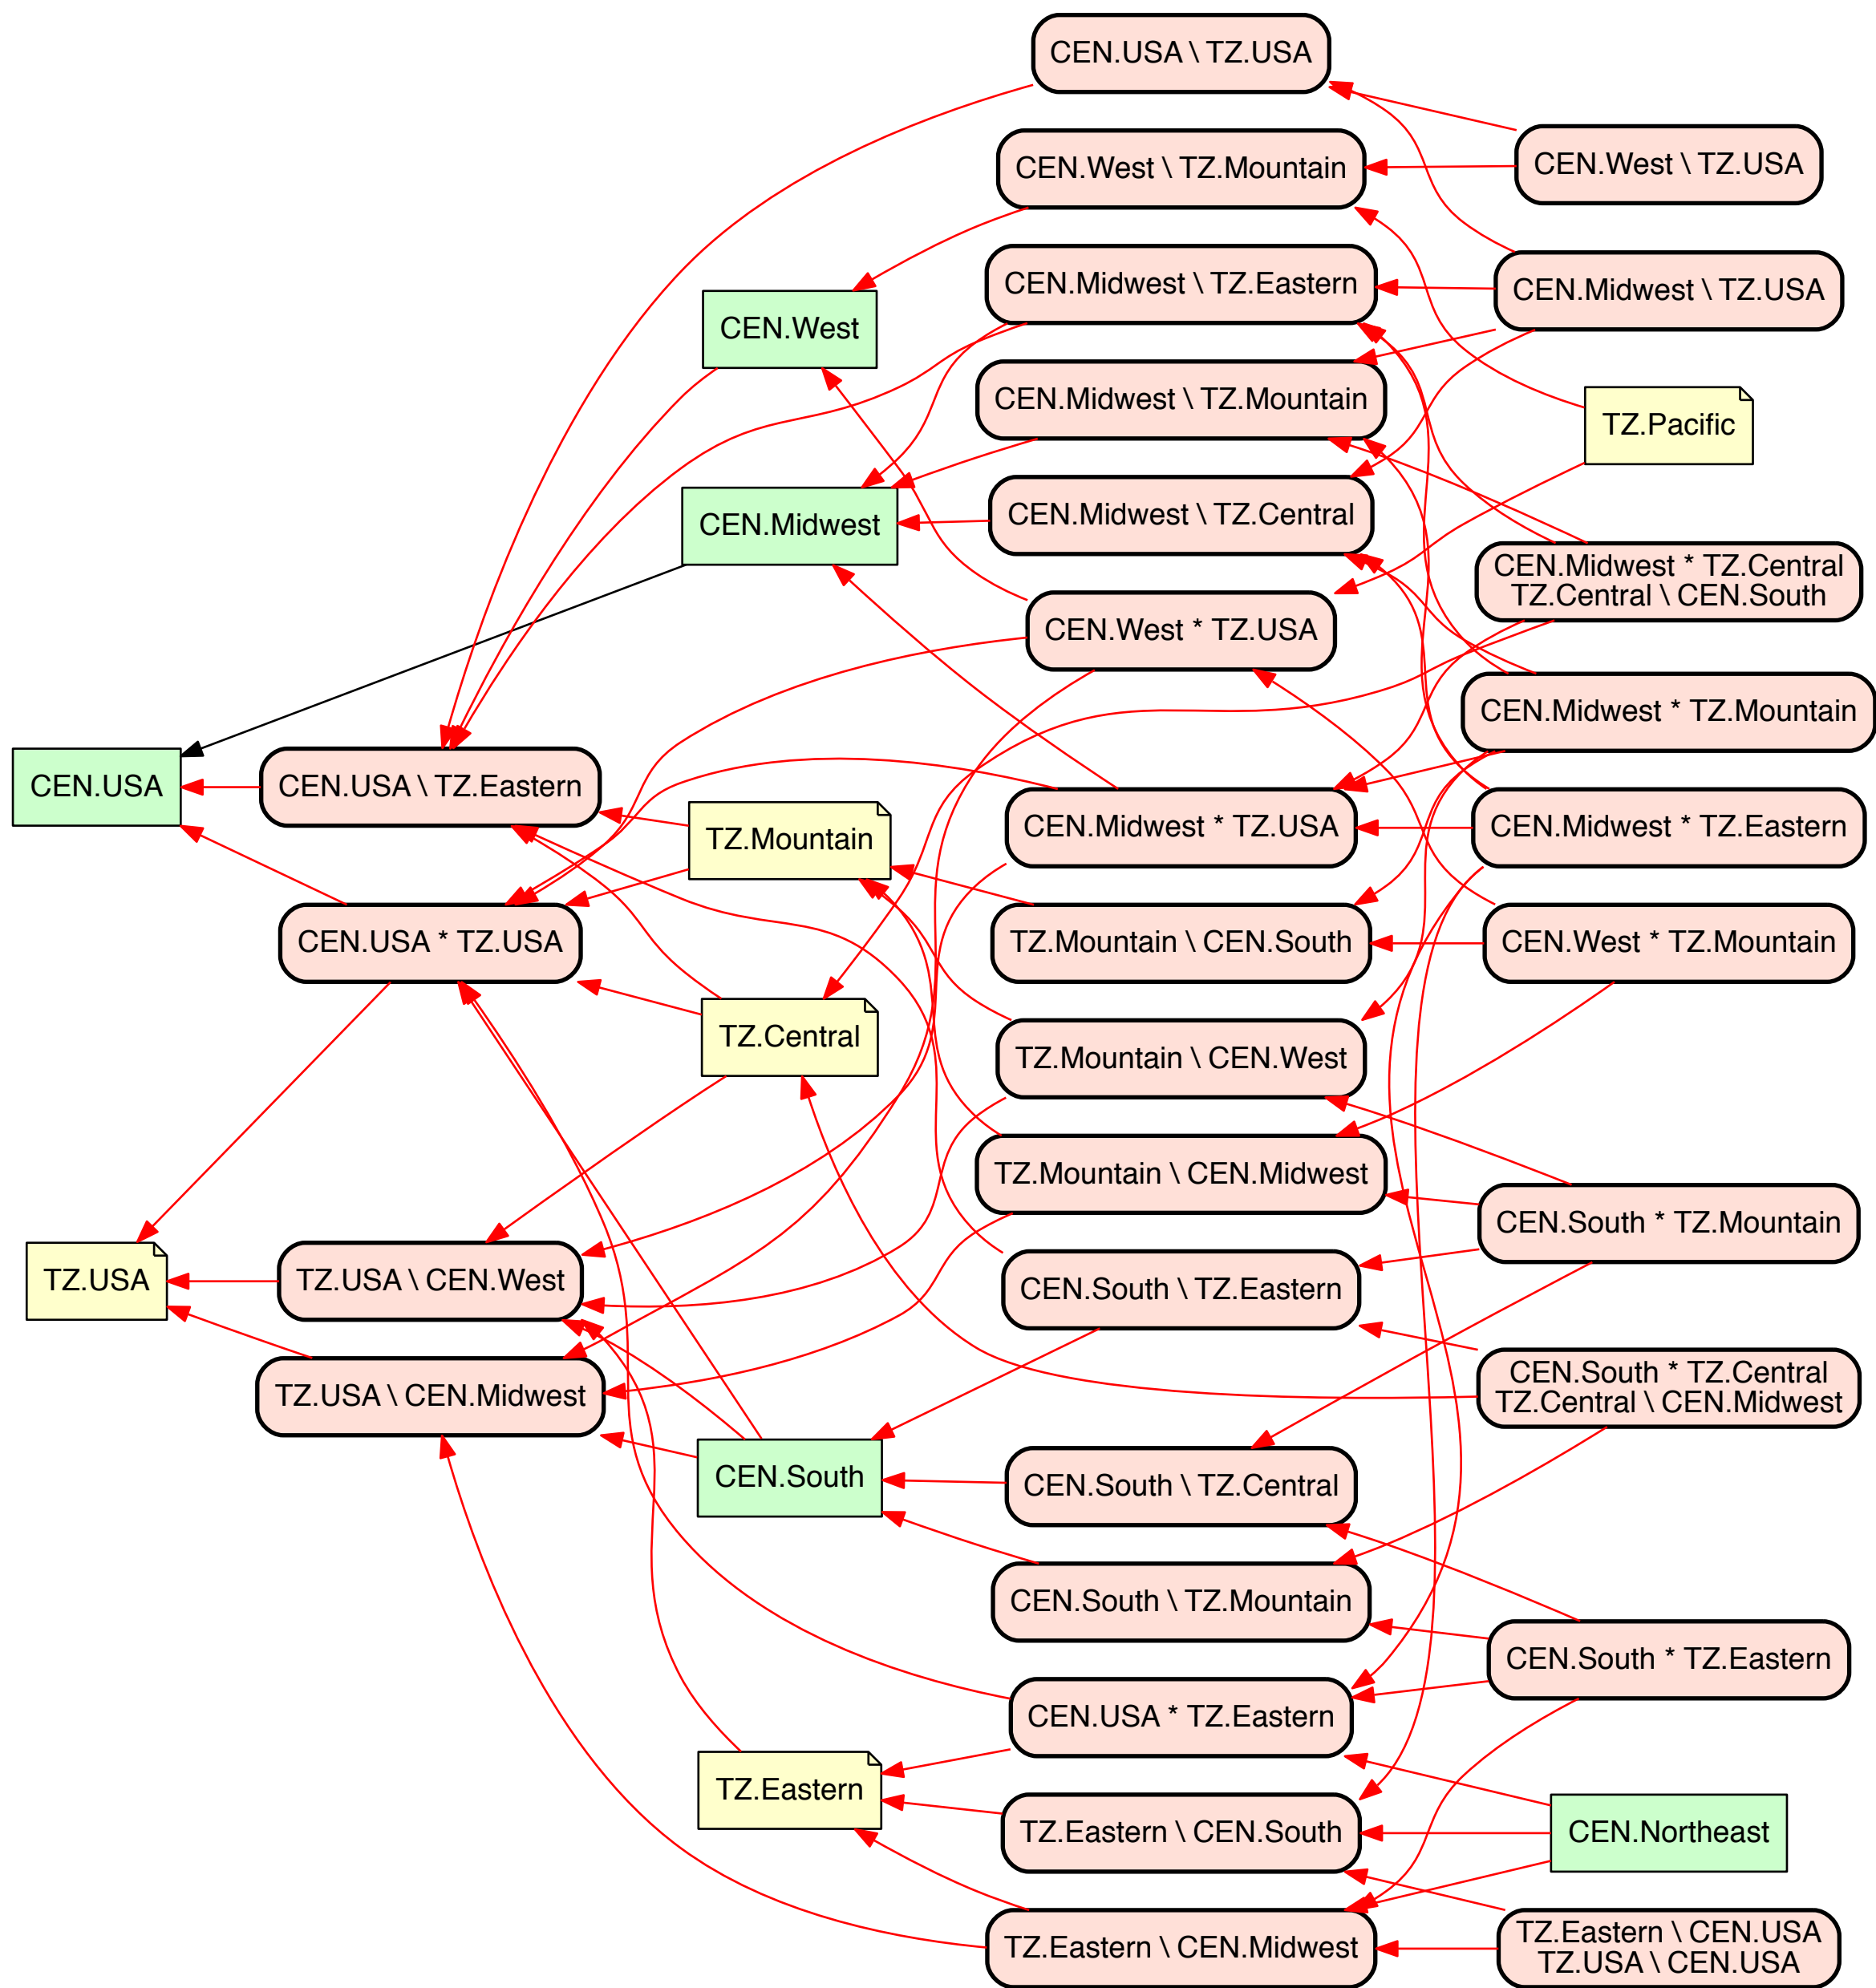 CEN.USA \ TZ.USA
CEN.West \ TZ.Mountain
CEN.West \ TZ.USA
CEN.Midwest \ TZ.Eastern
CEN.Midwest \ TZ.USA
CEN.West
CEN.Midwest \ TZ.Mountain
TZ.Pacific
CEN.Midwest
CEN.Midwest \ TZ.Central
CEN.Midwest * TZ.Central
TZ.Central \ CEN.South
CEN.West * TZ.USA
CEN.Midwest * TZ.Mountain
CEN.USA
CEN.USA \ TZ.Eastern
TZ.Mountain
CEN.Midwest * TZ.USA
CEN.Midwest * TZ.Eastern
CEN.USA * TZ.USA
TZ.Mountain \ CEN.South
CEN.West * TZ.Mountain
TZ.Central
TZ.Mountain \ CEN.West
TZ.Mountain \ CEN.Midwest
CEN.South * TZ.Mountain
TZ.USA
TZ.USA \ CEN.West
CEN.South \ TZ.Eastern
TZ.USA \ CEN.Midwest
CEN.South * TZ.Central
TZ.Central \ CEN.Midwest
CEN.South
CEN.South \ TZ.Central
CEN.South \ TZ.Mountain
CEN.South * TZ.Eastern
CEN.USA * TZ.Eastern
TZ.Eastern
TZ.Eastern \ CEN.South
CEN.Northeast
TZ.Eastern \ CEN.Midwest
TZ.Eastern \ CEN.USA
TZ.USA \ CEN.USA